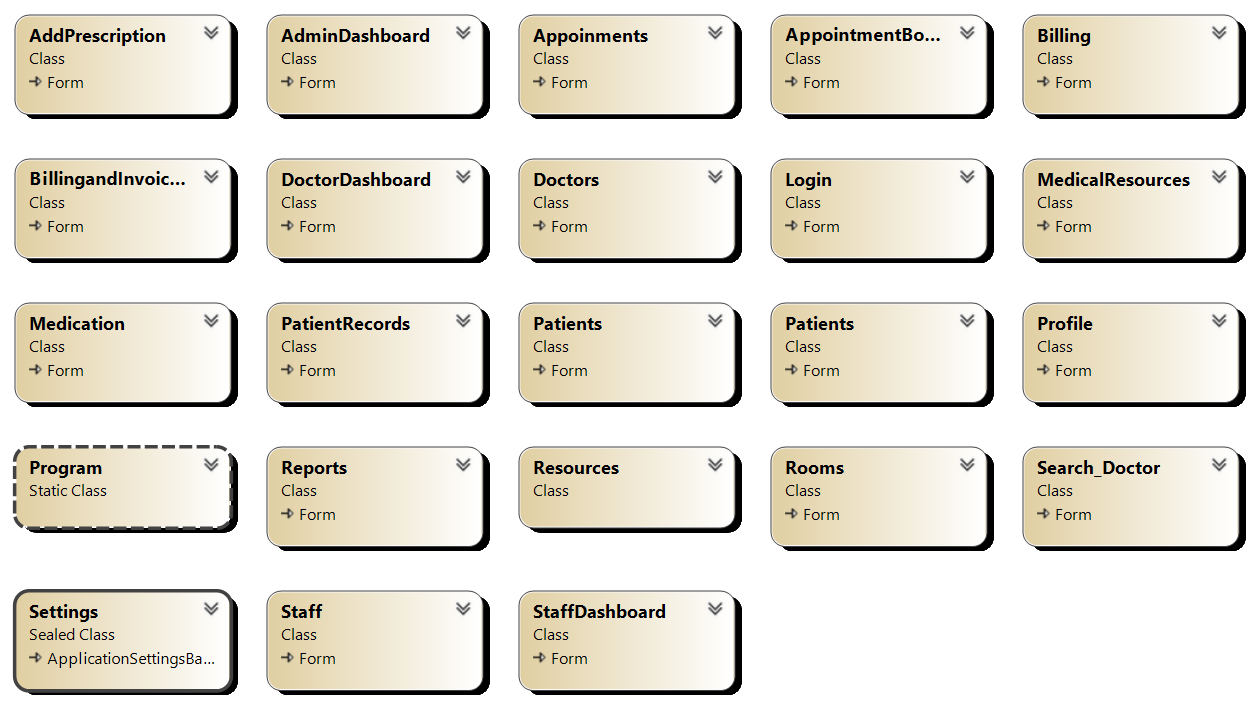 AddPrescription
Class
Form
AdminDashboard
Class
Form
Appoinments
Class
Form
AppointmentBo...
Class
Form
Billing
Class
Form
BillingandInvoic...
Class
Form
DoctorDashboard
Class
Form
Doctors
Class
Form
Login
Class
Form
MedicalResources
Class
Form
Medication
Class
Form
PatientRecords
Class
Form
Patients
Class
Form
Patients
Class
Form
Profile
Class
Form
Program
Static Class
Reports
Class
Form
Resources
Class
Rooms
Class
Form
Search_Doctor
Class
Form
Settings
Sealed Class
ApplicationSettingsBa...
Staff
Class
Form
StaffDashboard
Class
Form